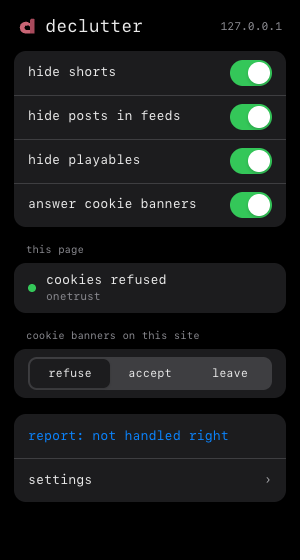 d declutter
127.0.0.1
hide shorts
hide posts in feeds
hide playables
answer cookie banners
this page
cookies refused
onetrust
cookie banners on this site
refuse accept leave
report: not handled right
settings ›